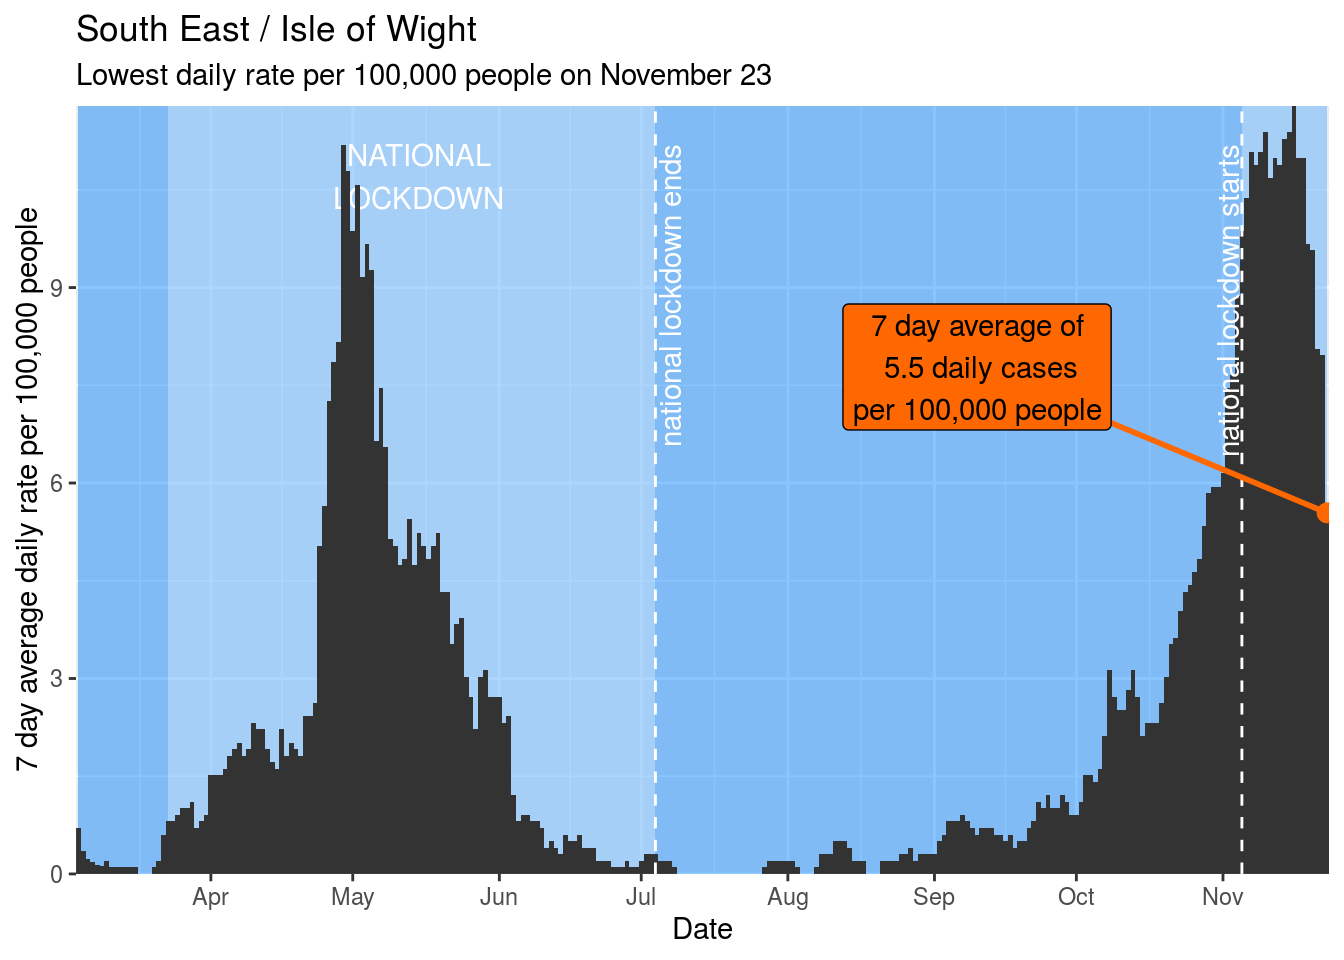 South East / Isle of Wight
Lowest daily rate per 100,000 people on November 23
NATIONAL
LOCKDOWN
national lockdown ends
national lockdown starts
7 day average of
5.5 daily cases
per 100,000 people
7 day average daily rate per 100,000 people
9
6
3
0
Apr May Jun Jul Aug Sep Oct Nov
Date